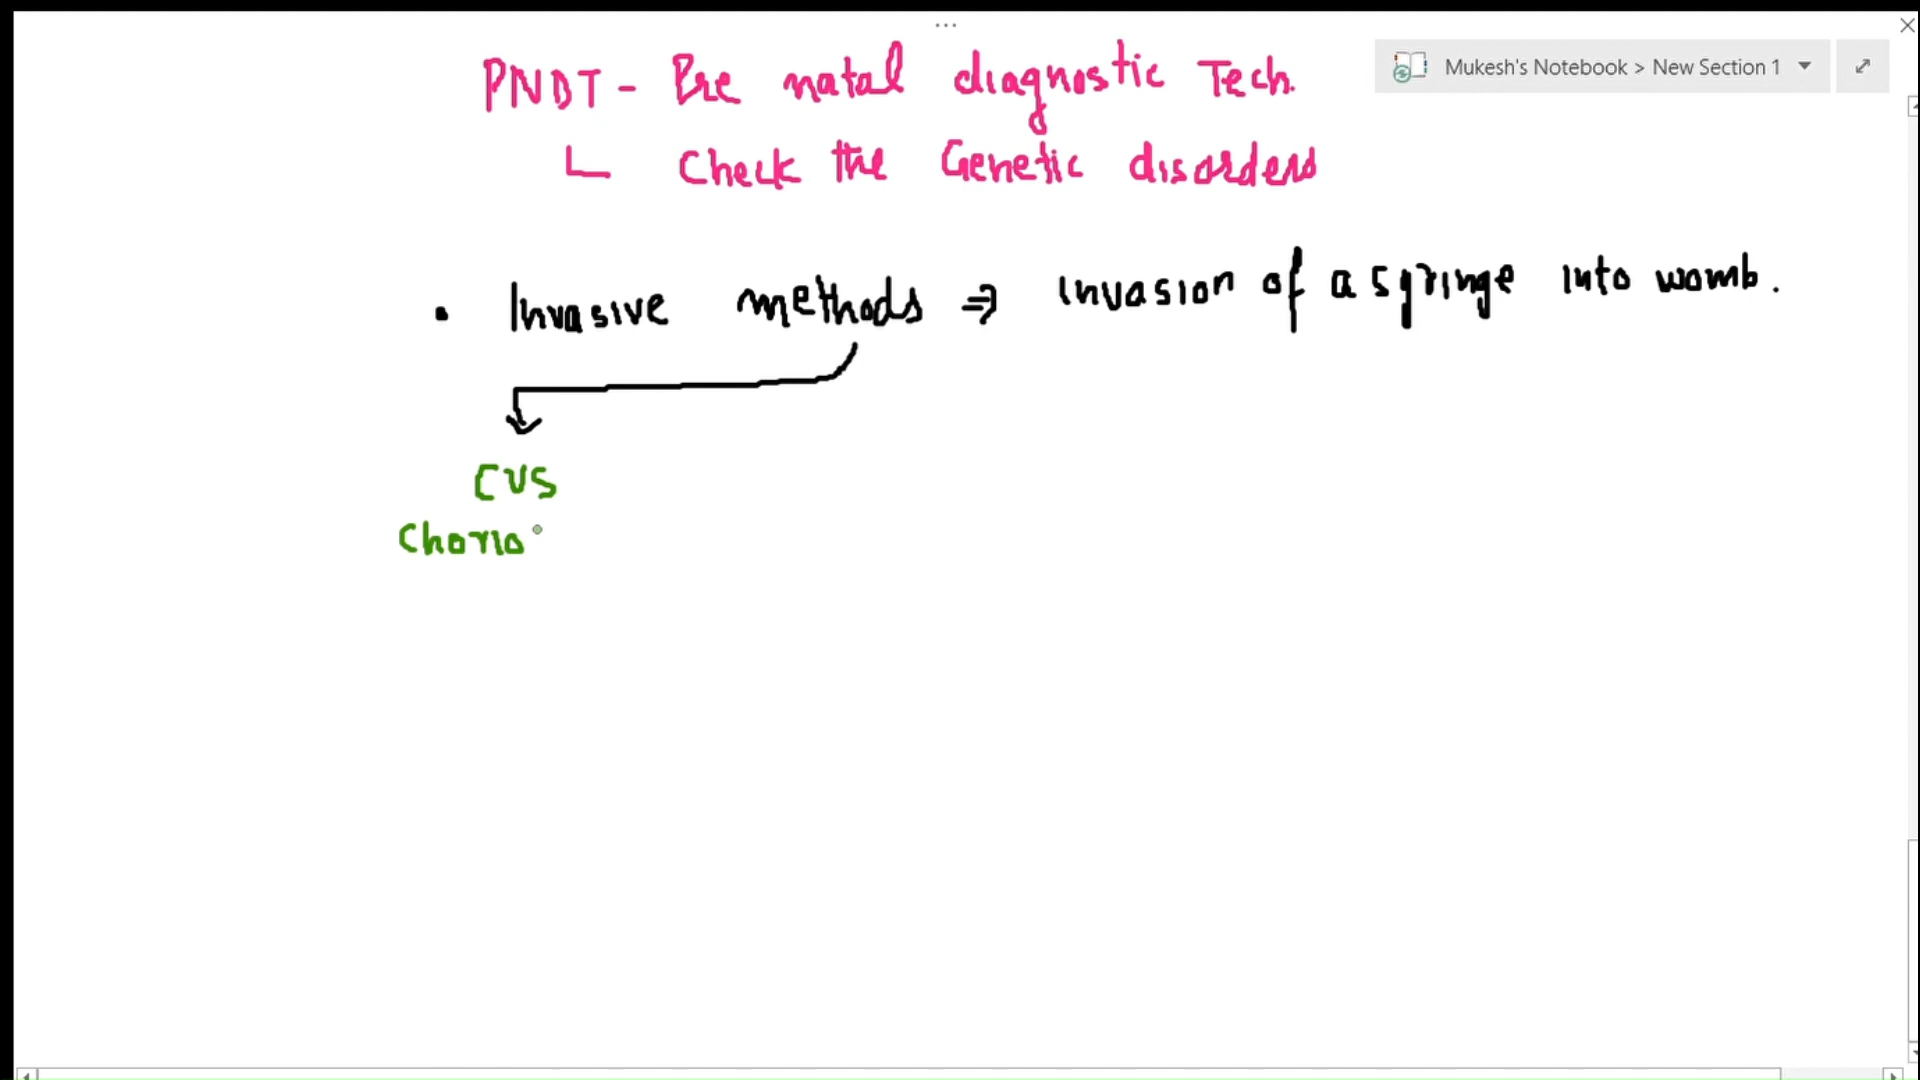 PNDT - Pre natal diagnostic Tech.
Mukesh's Notebook > New Section 1
Check the Genetic disorders
• Invasive methods ⇒ invasion of a syringe into womb.
CVS
Chorio